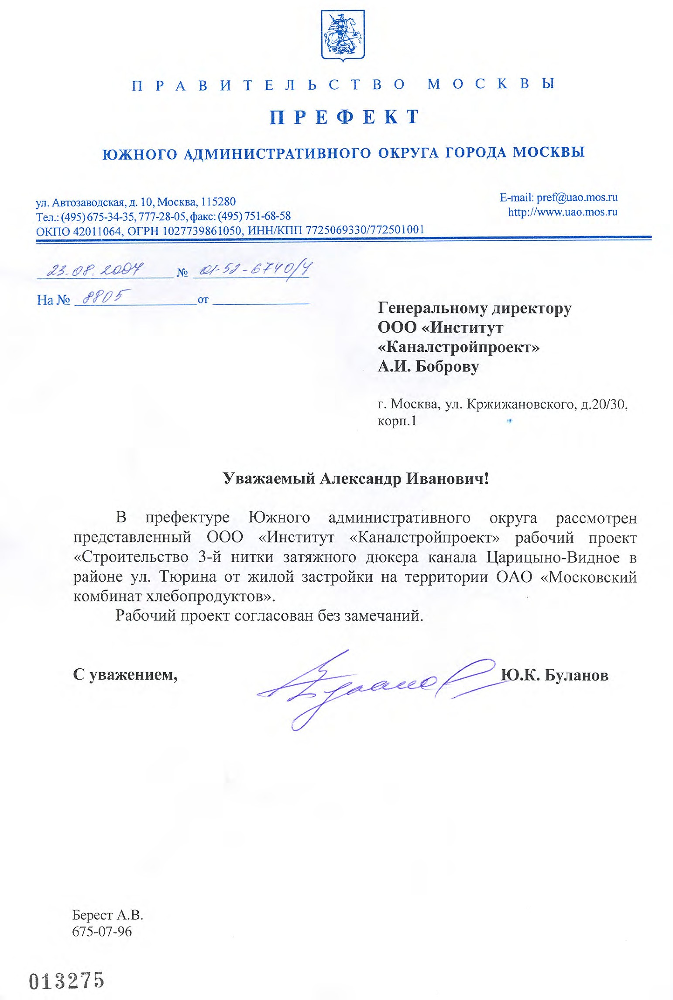 ПРАВИТЕЛЬСТВО МОСКВЫ
ПРЕФЕКТ
ЮЖНОГО АДМИНИСТРАТИВНОГО ОКРУГА ГОРОДА МОСКВЫ
ул. Автозаводская, д. 10, Москва, 115280
Тел.: (495) 675-34-35, 777-28-05, факс: (495) 751-68-58
ОКПО 42011064, ОГРН 1027739861050, ИНН/КПП 7725069330/772501001
E-mail: pref@uao.mos.ru
http://www.uao.mos.ru
23.08.2007 № 01-52-6740/7
На № 8805 от
Генеральному директору
ООО «Институт
«Каналстройпроект»
А.И. Боброву
г. Москва, ул. Кржижановского, д.20/30,
корп.1
Уважаемый Александр Иванович!
В префектуре Южного административного округа рассмотрен
представленный ООО «Институт «Каналстройпроект» рабочий проект
«Строительство 3-й нитки затяжного дюкера канала Царицыно-Видное в
районе ул. Тюрина от жилой застройки на территории ОАО «Московский
комбинат хлебопродуктов».
Рабочий проект согласован без замечаний.
С уважением,
Ю.К. Буланов
Берест А.В.
675-07-96
013275